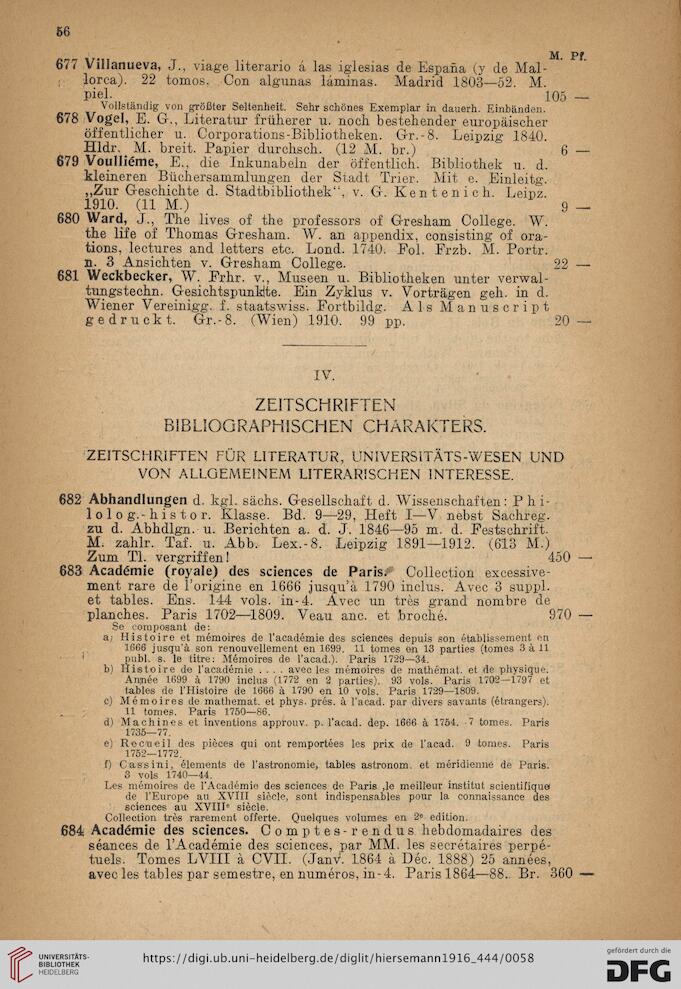 56
M. Pf.
677 Villanueva, J., viage literario á las iglesias de España (y de Mal-
lorca). 22 tomos. Con algunas láminas. Madrid 1803—52. M.
piel. 105 —
Vollständig von größter Seltenheit. Sehr schönes Exemplar in dauerh. Einbänden.
678 Vogel, E. G., Literatur früherer u. noch bestehender europäischer
öffentlicher u. Corporations-Bibliotheken. Gr.-8. Leipzig 1840.
Hldr. M. breit. Papier durchsch. (12 M. br.) 6 —
679 Voulliéme, E., die Inkunabeln der öffentlich. Bibliothek u. d.
kleineren Büchersammlungen der Stadt Trier. Mit e. Einleitg.
„Zur Geschichte d. Stadtbibliothek“, v. G. Kentenich. Leipz.
1910. (11 M.) 9 —
680 Ward, J., The lives of the professors of Gresham College. W.
the life of Thomas Gresham. W. an appendix, consisting of ora-
tions, lectures and letters etc. Lond. 1740. Fol. Frzb. M. Portr.
n. 3 Ansichten v. Gresham College. 22 —
681 Weckbecker, W. Frhr. v., Museen u. Bibliotheken unter verwal-
tungstechn. Gesichtspunkte. Ein Zyklus v. Vorträgen geh. in d.
Wiener Vereinigg. f. staatswiss. Fortbildg. Als Manuscript
gedruckt. Gr.-8. (Wien) 1910. 99 pp. 20 —
IV.
ZEITSCHRIFTEN
BIBLIOGRAPHISCHEN CHARAKTERS.
ZEITSCHRIFTEN FÜR LITERATUR, UNIVERSITÄTS-WESEN UND
VON ALLGEMEINEM LITERARISCHEN INTERESSE.
682 Abhandlungen d. kgl. sächs. Gesellschaft d. Wissenschaften: Phi-
lolog.-histor. Klasse. Bd. 9—29, Heft I—V nebst Sachreg.
zu d. Abhdlgn. u. Berichten a. d. J. 1846—95 m. d. Festschrift.
M. zahlr. Taf. u. Abb. Lex.-8. Leipzig 1891—1912. (613 M.)
Zum Tl. vergriffen! 450 —
683 Académie (royale) des sciences de Paris. Collection excessive-
ment rare de l'origine en 1666 jusqu'à 1790 inclus. Avec 3 suppl.
et tables. Ens. 144 vols. in-4. Avec un très grand nombre de
planches. Paris 1702—1809. Veau anc. et broché. 970 —
Se composant de:
a) Histoire et mémoires de l'académie des sciences depuis son établissement en
1666 jusqu'à son renouvellement en 1699. 11 tomes en 13 parties (tomes 3 à 11
publ. s. le titre: Mémoires de l'acad.). Paris 1729—34.
b) Histoire de l'académie .... avec les mémoires de mathémat. et de physique.
Année 1699 à 1790 inclus (1772 en 2 parties). 93 vols. Paris 1702—1797 et
tables de l'Histoire de 1666 à 1790 en 10 vols. Paris 1729—1809.
c) Mémoires de mathemat. et phys. prés. à l'acad. par divers savants (étrangers).
11 tomes. Paris 1750—86.
d) Machines et inventions approuv. p. l'acad. dep. 1666 à 1754. 7 tomes. Paris
1735—77.
e) Recueil des pièces qui ont remportées les prix de l'acad. 9 tomes. Paris
1752—1772.
f) Cassini, élements de l'astronomie, tables astronom. et méridienne de Paris.
3 vols 1740—44.
Les mémoires de l'Académie des sciences de Paris „le meilleur institut scientifique
de l'Europe au XVIII siècle, sont indispensables pour la connaissance des
sciences au XVIIIe siècle.
Collection très rarement offerte. Quelques volumes en 2e edition.
684 Académie des sciences. Comptes-rendus hebdomadaires des
séances de l'Académie des sciences, par MM. les secrétaires perpé-
tuels. Tomes LVIII à CVII. (Janv. 1864 à Déc. 1888) 25 années,
avec les tables par semestre, en numéros, in-4. Paris 1864—88. Br. 360 —
UNIVERSITÄTS-
BIBLIOTHEK
HEIDELBERG
https://digi.ub.uni-heidelberg.de/diglit/hiersemann1916_444/0058
gefördert durch die
DFG